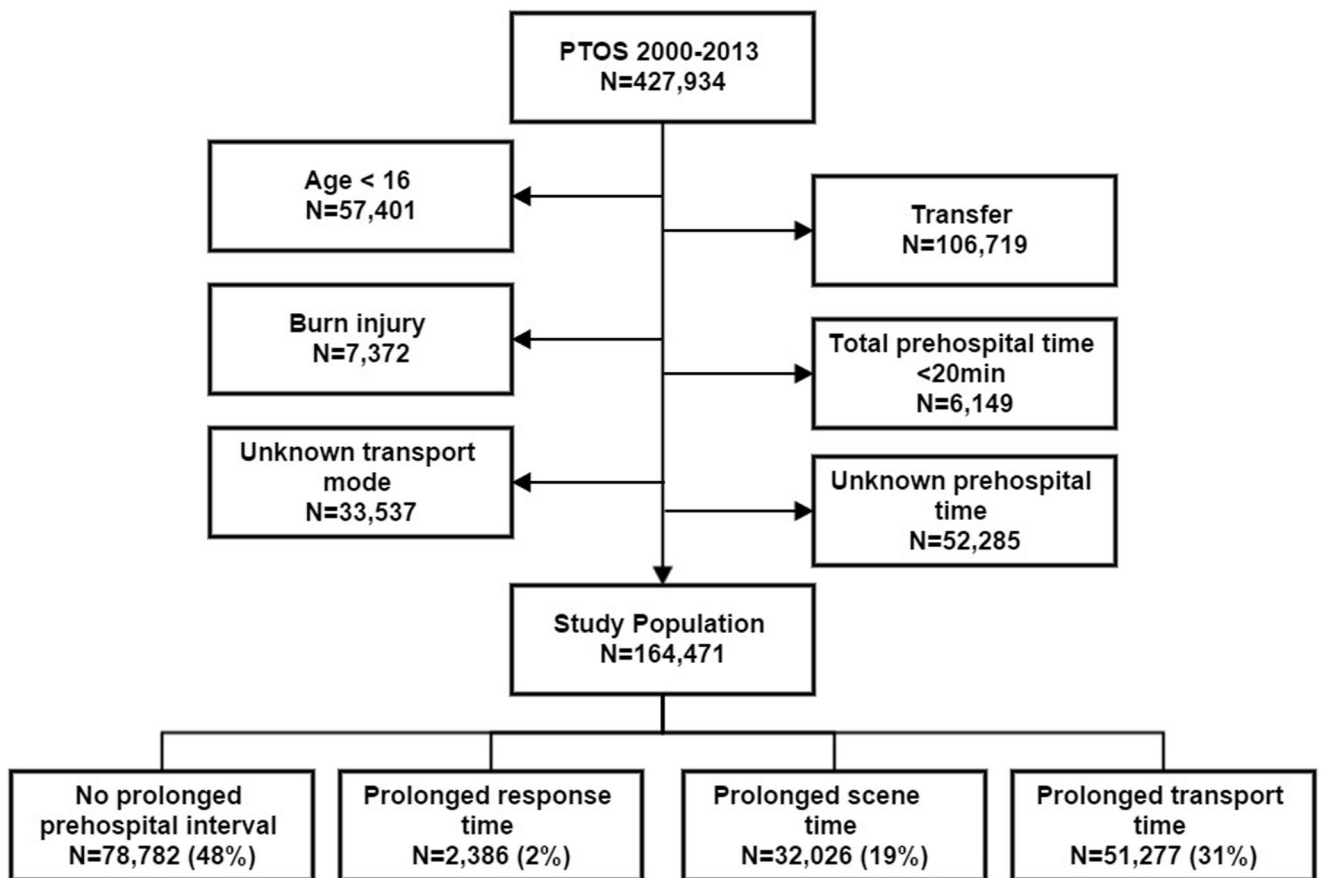 PTOS 2000-2013
N=427,934
Age < 16
N=57,401
Transfer
N=106,719
Burn injury
N=7,372
Total prehospital time
<20min
N=6,149
Unknown transport
mode
N=33,537
Unknown prehospital
time
N=52,285
Study Population
N=164,471
No prolonged
prehospital interval
N=78,782 (48%)
Prolonged response
time
N=2,386 (2%)
Prolonged scene
time
N=32,026 (19%)
Prolonged transport
time
N=51,277 (31%)